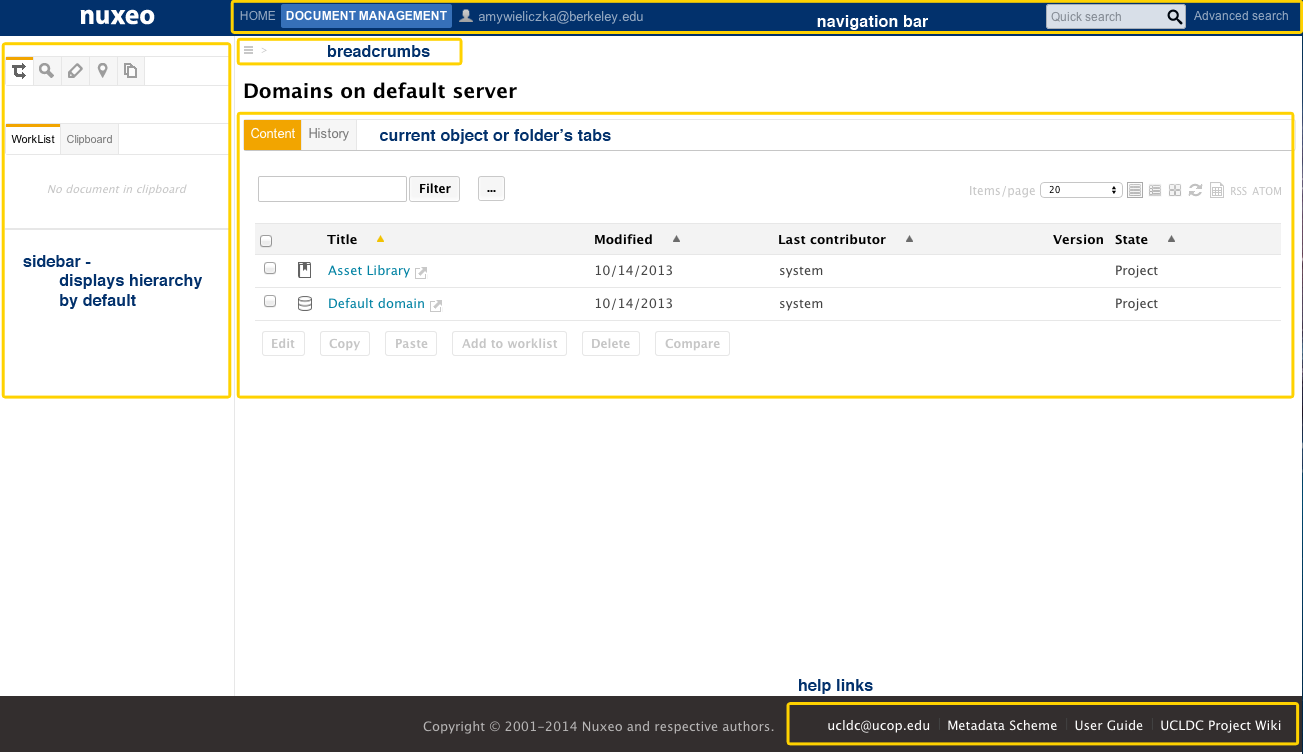 nuxeo
HOME DOCUMENT MANAGEMENT amywieliczka@berkeley.edu navigation bar Quick search Advanced search
> breadcrumbs
Domains on default server
WorkList Clipboard
No document in clipboard
sidebar -
displays hierarchy
by default
Content History current object or folder's tabs
Filter ... Items/page 20 RSS ATOM
Title Modified Last contributor Version State
Asset Library 10/14/2013 system Project
Default domain 10/14/2013 system Project
Edit Copy Paste Add to worklist Delete Compare
help links
Copyright © 2001-2014 Nuxeo and respective authors. ucldc@ucop.edu Metadata Scheme User Guide UCLDC Project Wiki